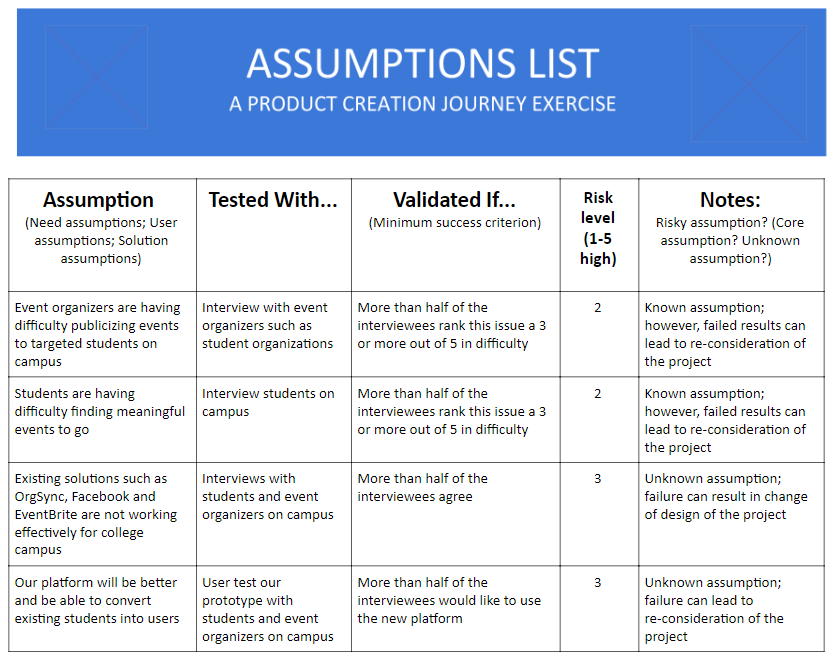 ASSUMPTIONS LIST
A PRODUCT CREATION JOURNEY EXERCISE
Assumption
(Need assumptions; User
assumptions; Solution
assumptions)
Tested With...
Validated If...
(Minimum success criterion)
Risk
level
(1-5
high)
Notes:
Risky assumption? (Core
assumption? Unknown
assumption?)
Event organizers are having
difficulty publicizing events
to targeted students on
campus
Interview with event
organizers such as
student organizations
More than half of the
interviewees rank this issue a 3
or more out of 5 in difficulty
2
Known assumption;
however, failed results can
lead to re-consideration of
the project
Students are having
difficulty finding meaningful
events to go
Interview students on
campus
More than half of the
interviewees rank this issue a 3
or more out of 5 in difficulty
2
Known assumption;
however, failed results can
lead to re-consideration of
the project
Existing solutions such as
OrgSync, Facebook and
EventBrite are not working
effectively for college
campus
Interviews with
students and event
organizers on campus
More than half of the
interviewees agree
3
Unknown assumption;
failure can result in change
of design of the project
Our platform will be better
and be able to convert
existing students into users
User test our
prototype with
students and event
organizers on campus
More than half of the
interviewees would like to use
the new platform
3
Unknown assumption;
failure can lead to
re-consideration of the
project